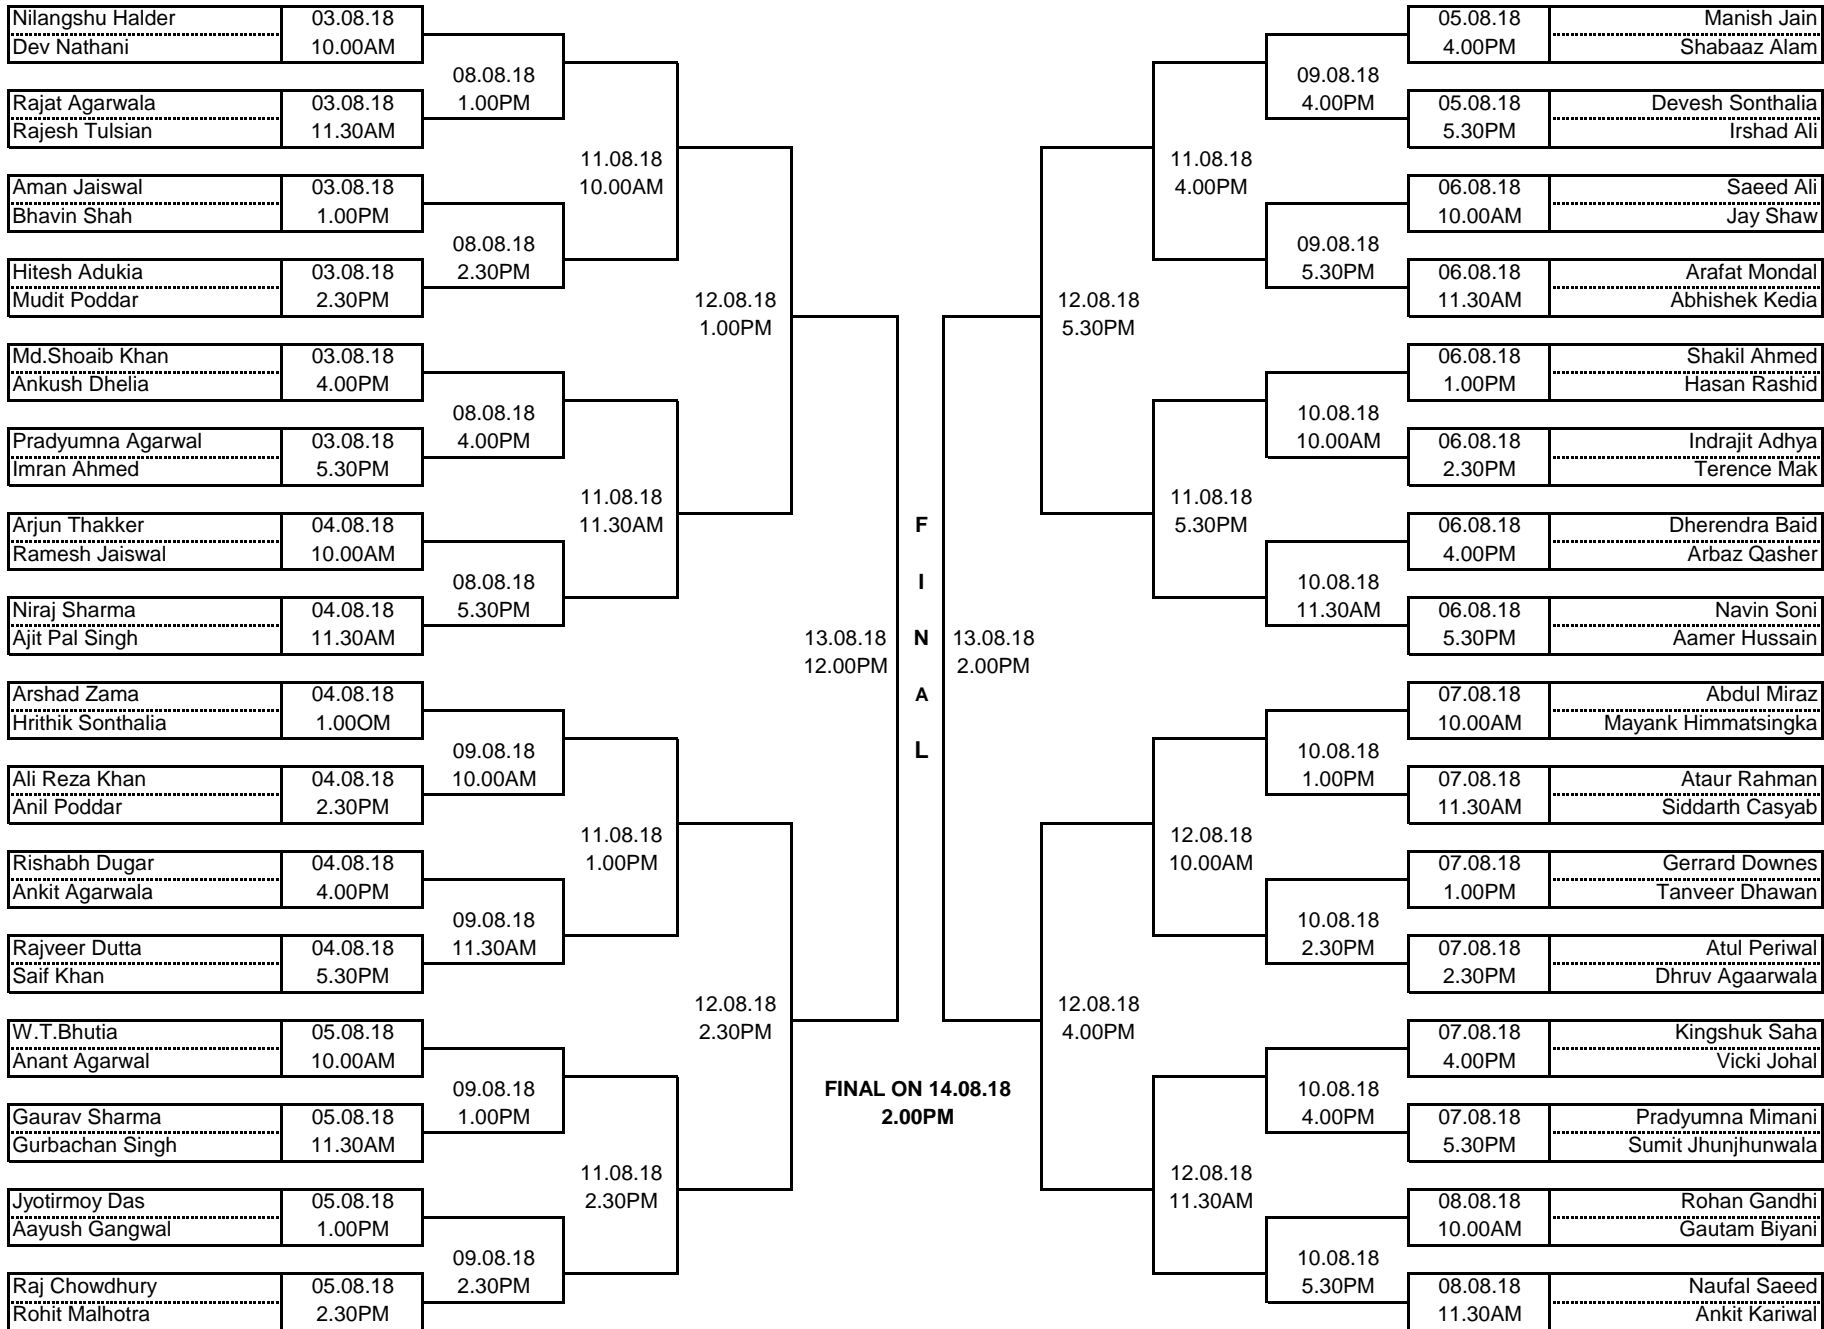 Nilangshu Halder 03.08.18
Dev Nathani 10.00AM
08.08.18
1.00PM
Rajat Agarwala 03.08.18
Rajesh Tulsian 11.30AM
11.08.18
10.00AM
Aman Jaiswal 03.08.18
Bhavin Shah 1.00PM
08.08.18
2.30PM
Hitesh Adukia 03.08.18
Mudit Poddar 2.30PM
12.08.18
1.00PM
Md.Shoaib Khan 03.08.18
Ankush Dhelia 4.00PM
08.08.18
4.00PM
Pradyumna Agarwal 03.08.18
Imran Ahmed 5.30PM
11.08.18
11.30AM
Arjun Thakker 04.08.18
Ramesh Jaiswal 10.00AM
08.08.18
5.30PM
Niraj Sharma 04.08.18
Ajit Pal Singh 11.30AM
13.08.18
12.00PM
Arshad Zama 04.08.18
Hrithik Sonthalia 1.00OM
09.08.18
10.00AM
Ali Reza Khan 04.08.18
Anil Poddar 2.30PM
11.08.18
1.00PM
Rishabh Dugar 04.08.18
Ankit Agarwala 4.00PM
09.08.18
11.30AM
Rajveer Dutta 04.08.18
Saif Khan 5.30PM
12.08.18
2.30PM
W.T.Bhutia 05.08.18
Anant Agarwal 10.00AM
09.08.18
1.00PM
Gaurav Sharma 05.08.18
Gurbachan Singh 11.30AM
11.08.18
2.30PM
Jyotirmoy Das 05.08.18
Aayush Gangwal 1.00PM
09.08.18
2.30PM
Raj Chowdhury 05.08.18
Rohit Malhotra 2.30PM
F
I
N
A
L
FINAL ON 14.08.18
2.00PM
05.08.18 Manish Jain
4.00PM Shabaaz Alam
09.08.18
4.00PM
05.08.18 Devesh Sonthalia
5.30PM Irshad Ali
11.08.18
4.00PM
06.08.18 Saeed Ali
10.00AM Jay Shaw
09.08.18
5.30PM
06.08.18 Arafat Mondal
11.30AM Abhishek Kedia
12.08.18
5.30PM
06.08.18 Shakil Ahmed
1.00PM Hasan Rashid
10.08.18
10.00AM
06.08.18 Indrajit Adhya
2.30PM Terence Mak
11.08.18
5.30PM
06.08.18 Dherendra Baid
4.00PM Arbaz Qasher
10.08.18
11.30AM
06.08.18 Navin Soni
5.30PM Aamer Hussain
13.08.18
2.00PM
07.08.18 Abdul Miraz
10.00AM Mayank Himmatsingka
10.08.18
1.00PM
07.08.18 Ataur Rahman
11.30AM Siddarth Casyab
12.08.18
10.00AM
07.08.18 Gerrard Downes
1.00PM Tanveer Dhawan
10.08.18
2.30PM
07.08.18 Atul Periwal
2.30PM Dhruv Agaarwala
12.08.18
4.00PM
07.08.18 Kingshuk Saha
4.00PM Vicki Johal
10.08.18
4.00PM
07.08.18 Pradyumna Mimani
5.30PM Sumit Jhunjhunwala
12.08.18
11.30AM
08.08.18 Rohan Gandhi
10.00AM Gautam Biyani
10.08.18
5.30PM
08.08.18 Naufal Saeed
11.30AM Ankit Kariwal